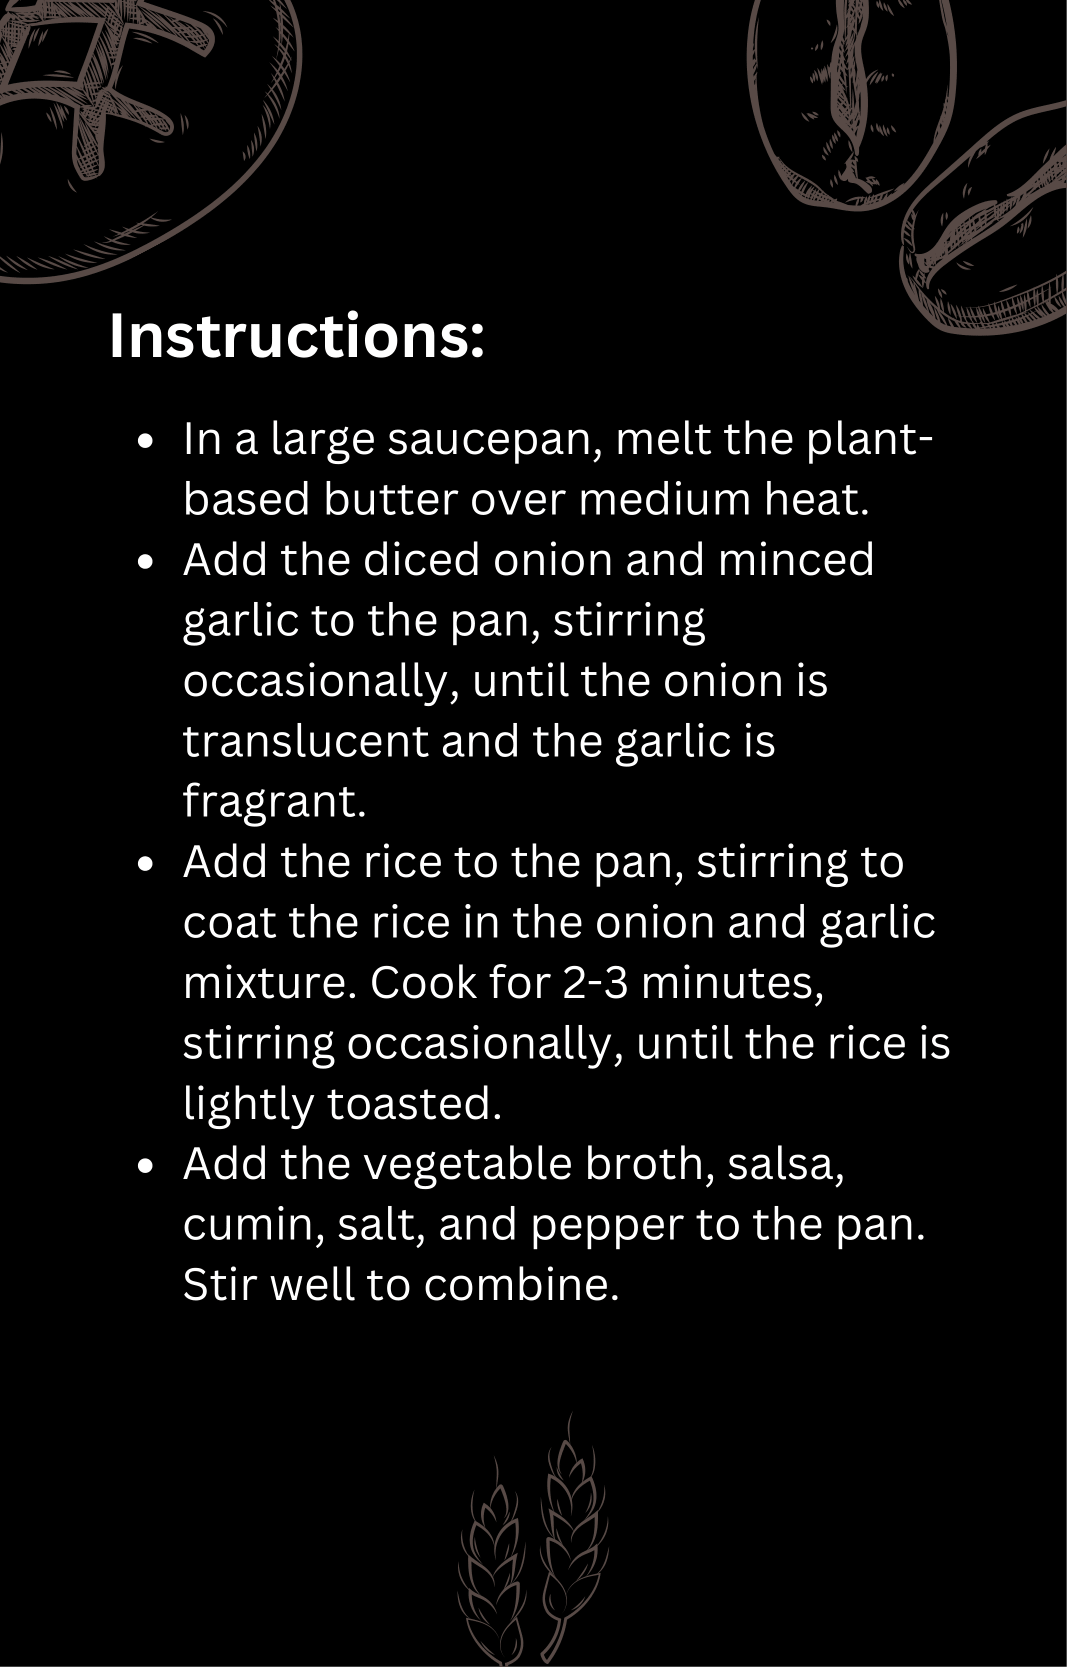 Instructions:
• In a large saucepan, melt the plant-
based butter over medium heat.
• Add the diced onion and minced
garlic to the pan, stirring
occasionally, until the onion is
translucent and the garlic is
fragrant.
• Add the rice to the pan, stirring to
coat the rice in the onion and garlic
mixture. Cook for 2-3 minutes,
stirring occasionally, until the rice is
lightly toasted.
• Add the vegetable broth, salsa,
cumin, salt, and pepper to the pan.
Stir well to combine.